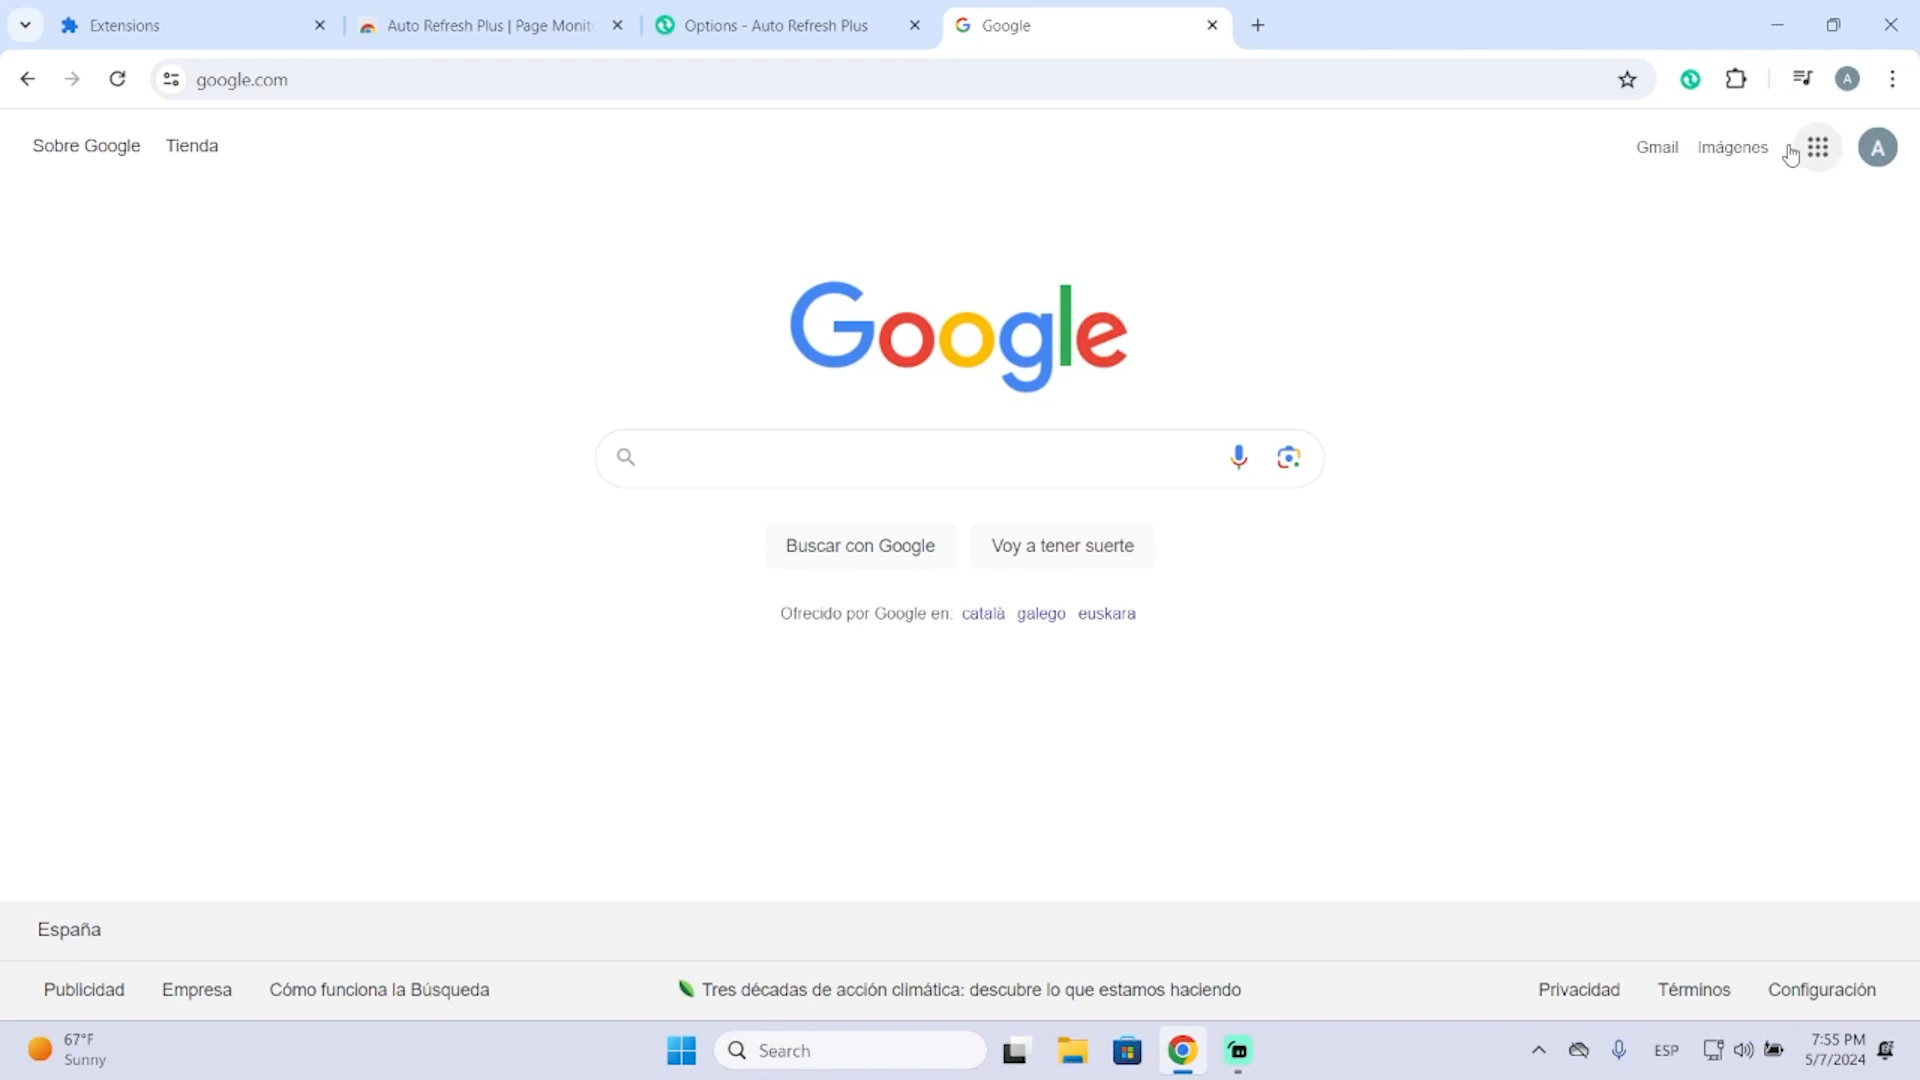 Extensions
Auto Refresh Plus | Page Monit
Options - Auto Refresh Plus
Google
google.com
A
Sobre Google
Tienda
Gmail
Imágenes
A
Google
Buscar con Google
Voy a tener suerte
Ofrecido por Google en: català galego euskara
España
Publicidad
Empresa
Cómo funciona la Búsqueda
Tres décadas de acción climática: descubre lo que estamos haciendo
Privacidad
Términos
Configuración
67°F
Sunny
Search
ESP
7:55 PM
5/7/2024